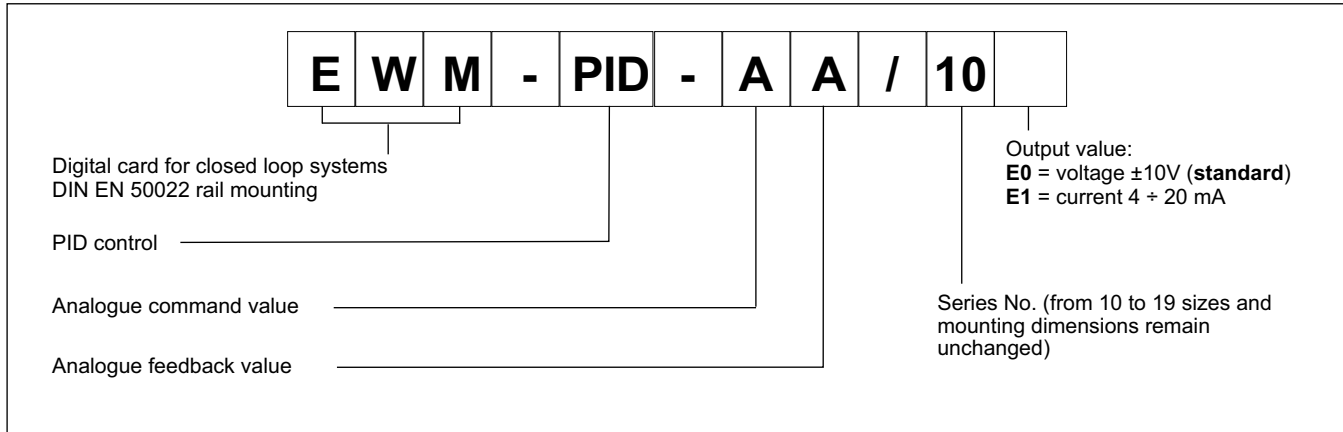 EWM-PID-AA/10
Digital card for closed loop systems
DIN EN 50022 rail mounting
PID control
Analogue command value
Analogue feedback value
Output value:
E0 = voltage ±10V (standard)
E1 = current 4 ÷ 20 mA
Series No. (from 10 to 19 sizes and
mounting dimensions remain
unchanged)